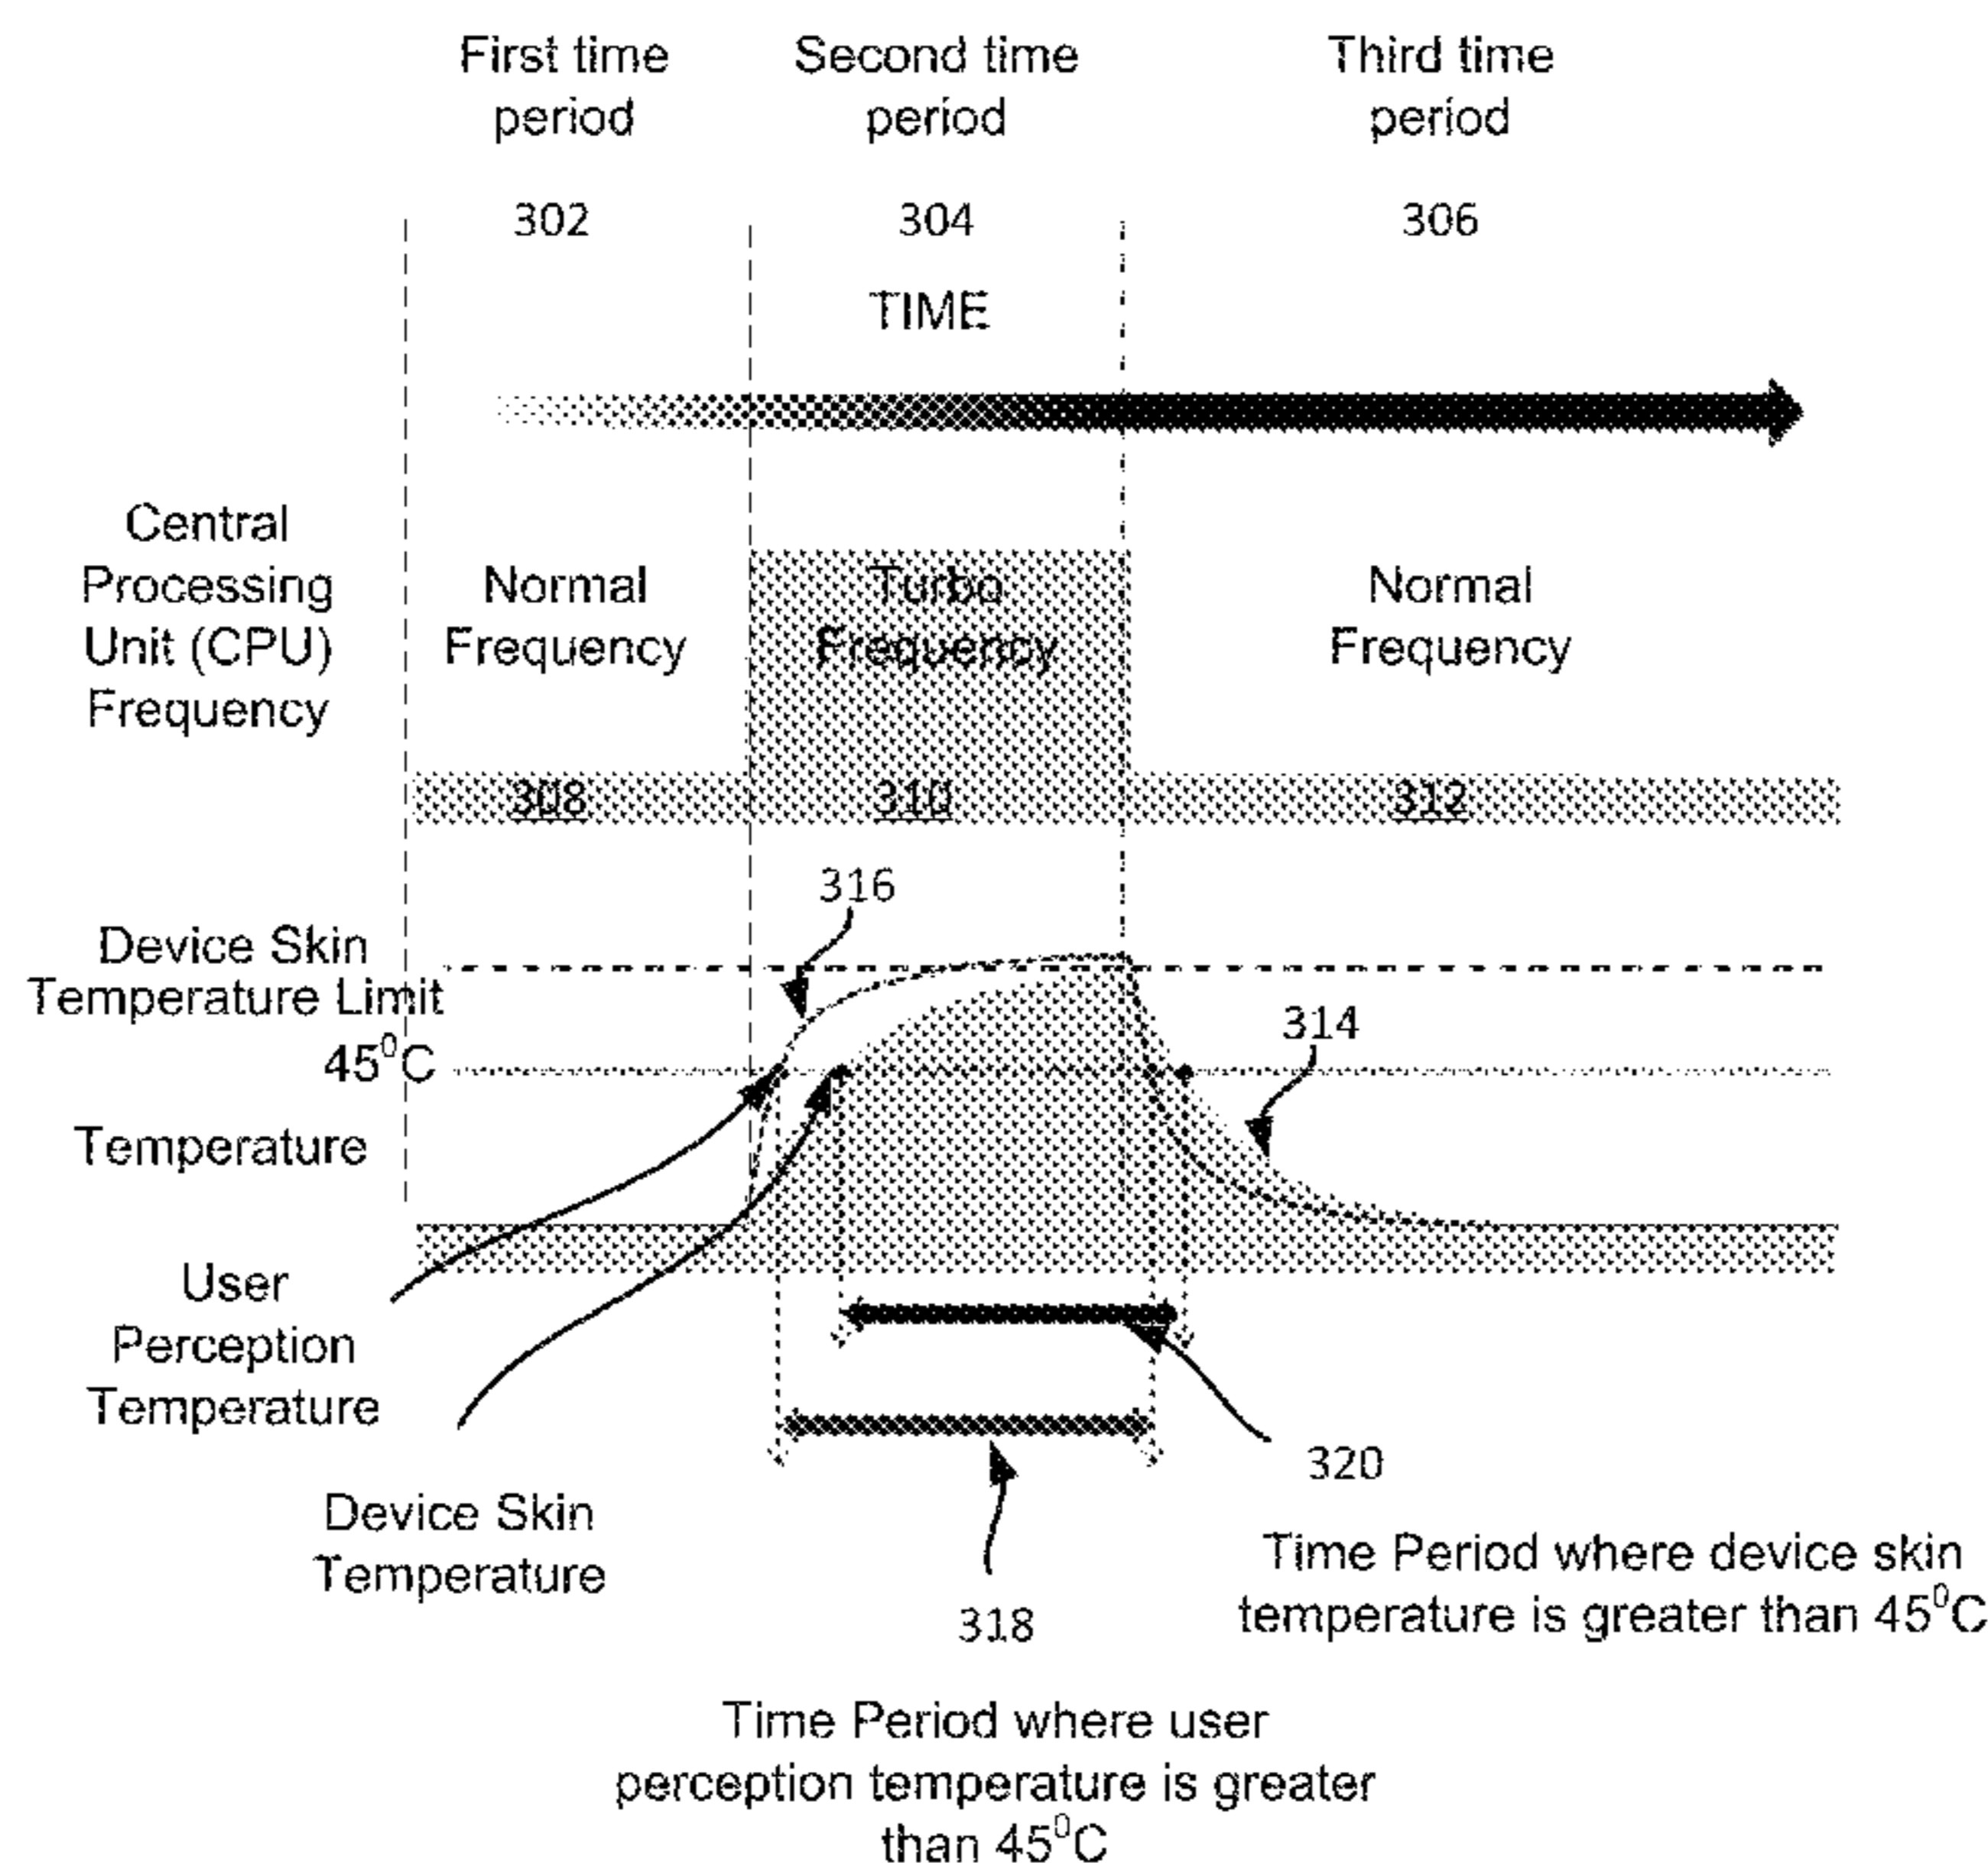 First time
period
Second time
period
Third time
period
302
304
306
TIME
Central
Processing
Unit (CPU)
Frequency
Normal
Frequency
Turbo
Frequency
Normal
Frequency
308
310
312
316
Device Skin
Temperature Limit
45⁰C
314
Temperature
User
Perception
Temperature
Device Skin
Temperature
320
Time Period where device skin
temperature is greater than 45⁰C
318
Time Period where user
perception temperature is greater
than 45⁰C